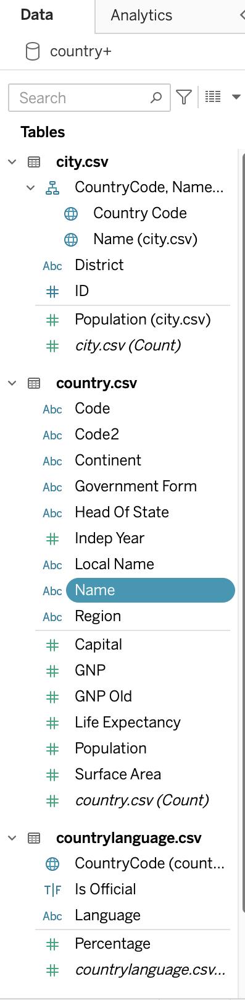 Data
Analytics
country+
Search
Tables
city.csv
CountryCode, Name...
Country Code
Name (city.csv)
Abc District
ID
Population (city.csv)
city.csv (Count)
country.csv
Abc Code
Abc Code2
Abc Continent
Abc Government Form
Abc Head Of State
Indep Year
Abc Local Name
Abc Name
Abc Region
Capital
GNP
GNP Old
Life Expectancy
Population
Surface Area
country.csv (Count)
countrylanguage.csv
CountryCode (count...
T|F Is Official
Abc Language
Percentage
countrylanguage.csv...